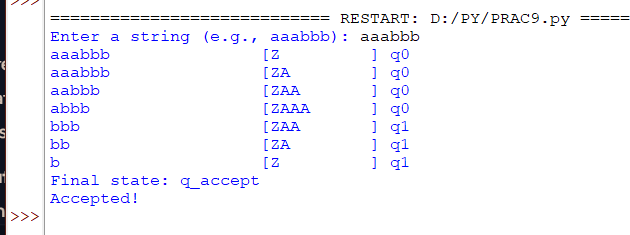 >>>
============================= RESTART: D:/PY/PRAC9.py =====
Enter a string (e.g., aaabbb): aaabbb
aaabbb               [Z         ] q0
aaabbb               [ZA        ] q0
aabbb                [ZAA       ] q0
abbb                 [ZAAA      ] q0
bbb                  [ZAA       ] q1
bb                   [ZA        ] q1
b                    [Z         ] q1
Final state: q_accept
Accepted!
>>>